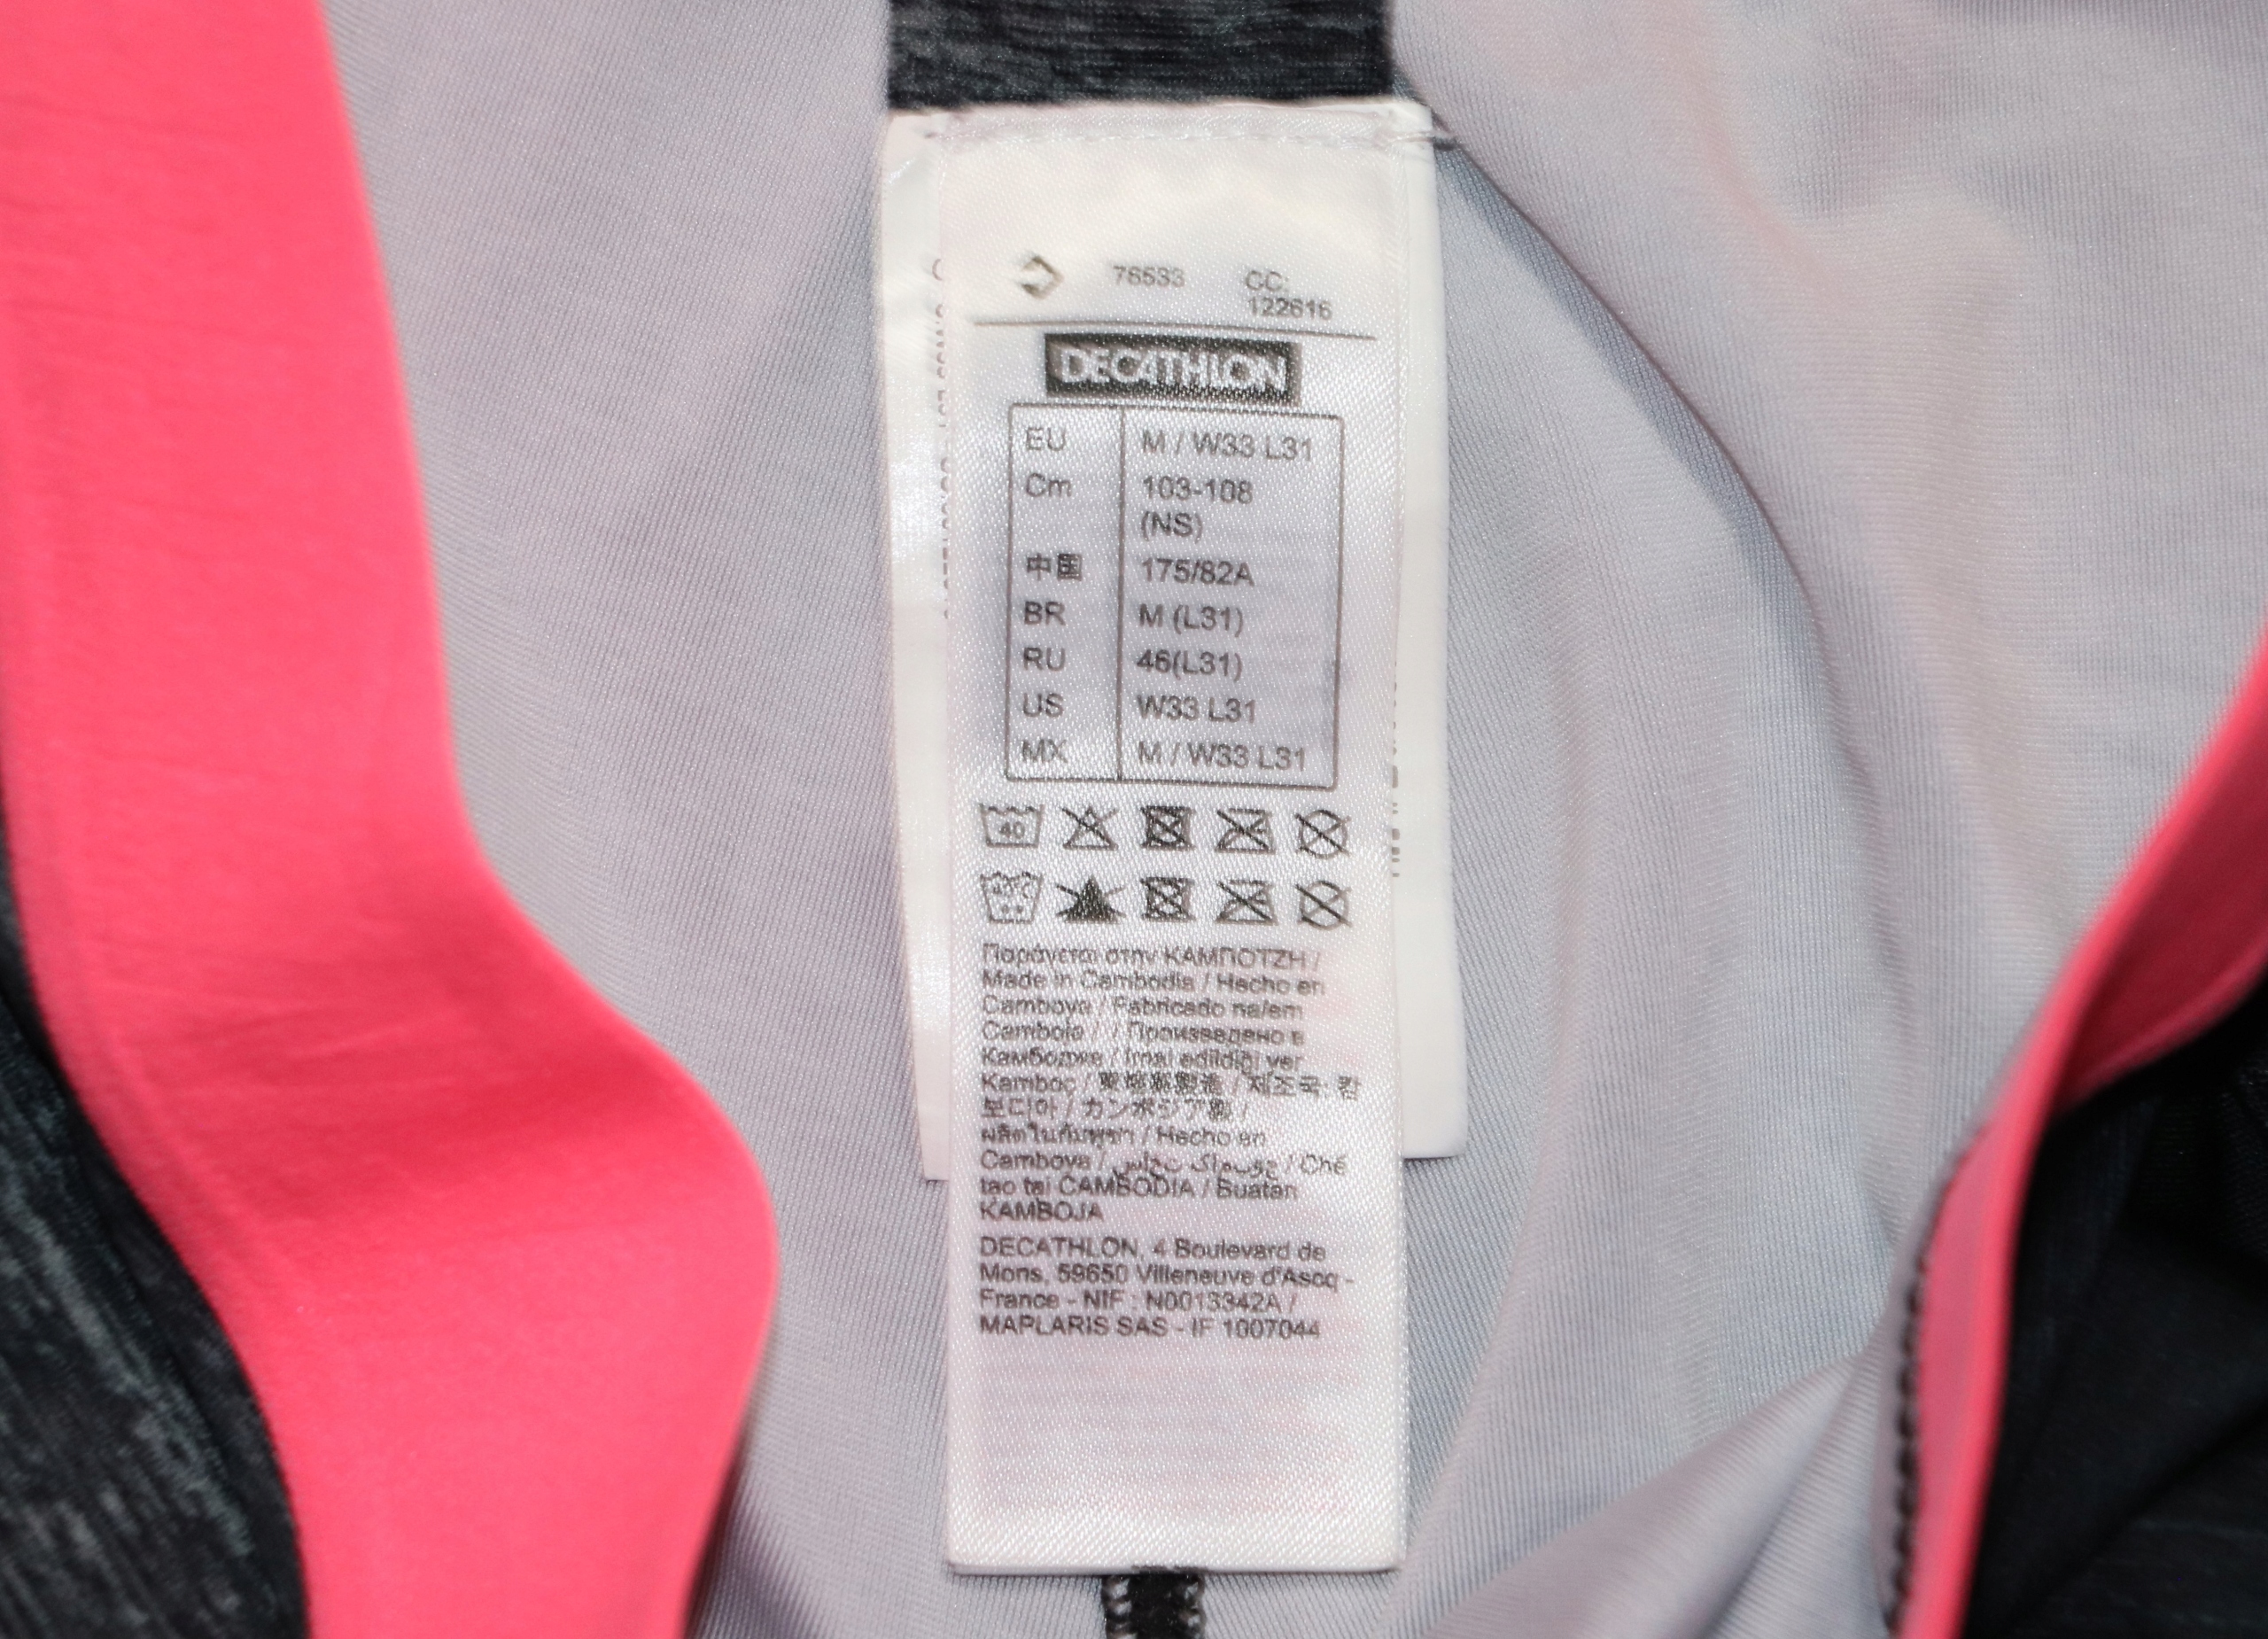 76533 CC:
122616
DECATHLON
EU M / W33 L31
Cm 103-108
(NS)
中国 175/82A
BR M (L31)
RU 46(L31)
US W33 L31
MX M / W33 L31
40
Παράγεται στην ΚΑΜΠΟΤΖΗ /
Made in Cambodia / Hecho en
Camboya / Fabricado na/em
Camboja / / Произведено в
Камбодже / İmal edildiği yer
Kamboç / 製造 / 제조국: 캄
보디아 / カンボジア製 /
ผลิตในกัมพูชา / Hecho en
Camboya / / Chế
tạo tại CAMBODIA / Buatan
KAMBOJA
DECATHLON, 4 Boulevard de
Mons, 59650 Villeneuve d'Ascq -
France - NIF : N0013342A /
MAPLARIS SAS - IF 1007044